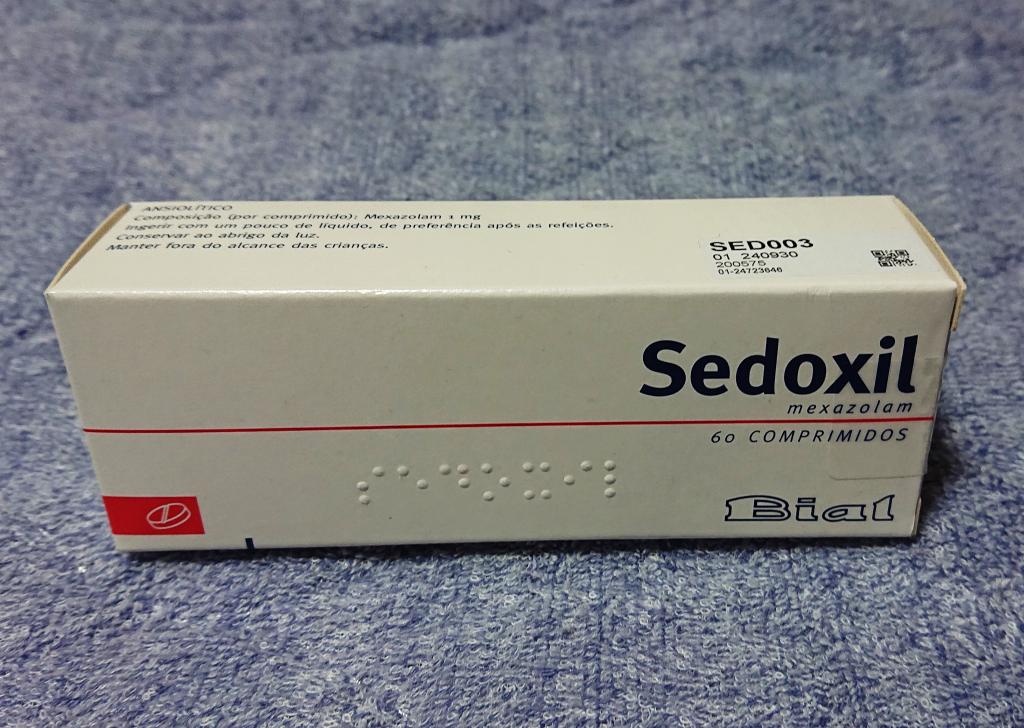 ANSIOLÍTICO
Composição (por comprimido): Mexazolam 1 mg
Ingerir com um pouco de líquido, de preferência após as refeições.
Conservar ao abrigo da luz.
Manter fora do alcance das crianças.
SED003
01 240930
200575
01-24723646
Sedoxil
mexazolam
60 COMPRIMIDOS
Bial